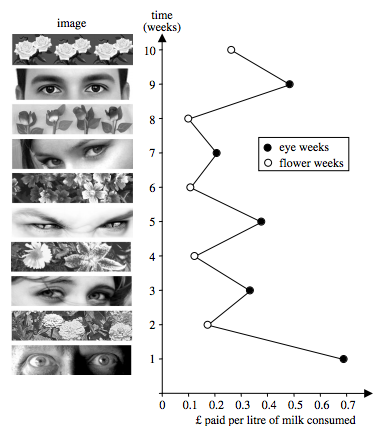 image
time
(weeks)
10
9
8
7
6
5
4
3
2
1
eye weeks
flower weeks
0 0.1 0.2 0.3 0.4 0.5 0.6 0.7
£ paid per litre of milk consumed